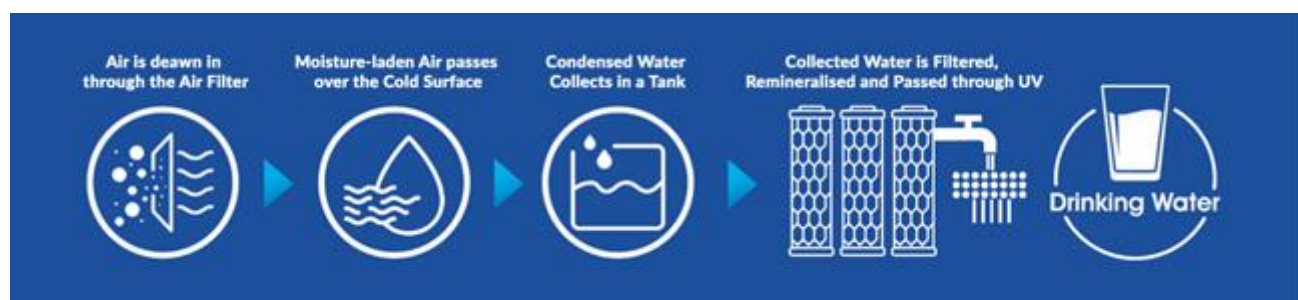 Air is deawn in
through the Air Filter
Moisture-laden Air passes
over the Cold Surface
Condensed Water
Collects in a Tank
Collected Water is Filtered,
Remineralised and Passed through UV
Drinking Water